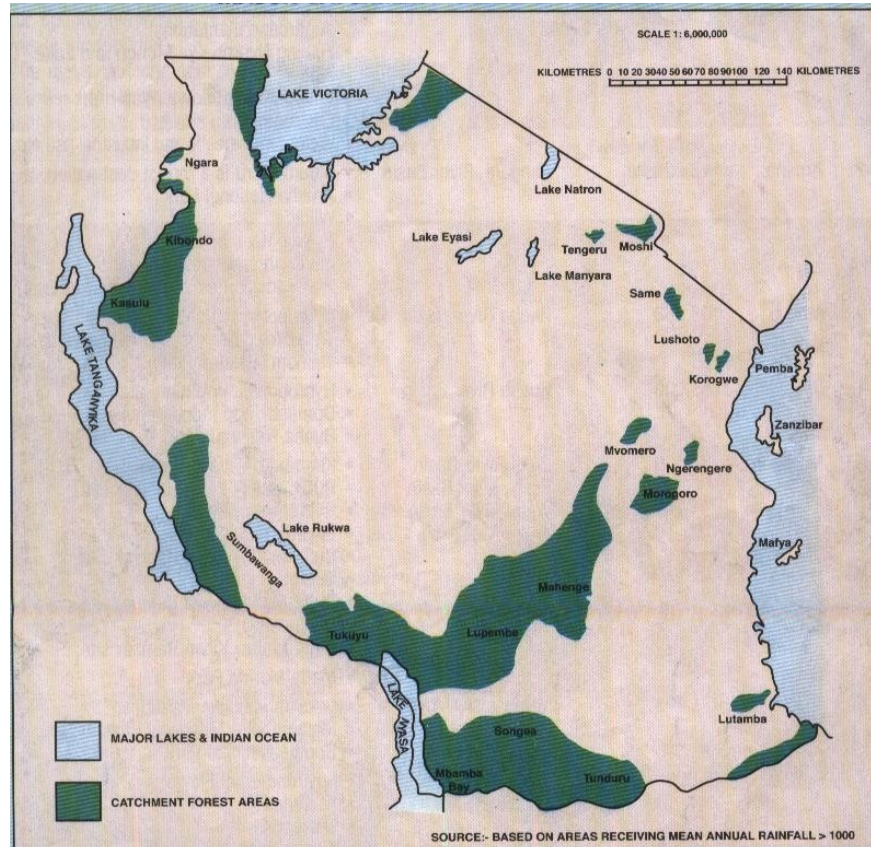 SCALE 1: 6,000,000
KILOMETRES 0 10 20 3040 50 60 70 80 90100 120 140 KILOMETRES
LAKE VICTORIA
Ngara
Lake Natron
Kibondo
Lake Eyasi
Tengeru
Moshi
Lake Manyara
Kasulu
Same
LAKE TANGANYIKA
Lushoto
Korogwe
Pemba
Zanzibar
Mvomero
Ngerengere
Morogoro
Lake Rukwa
Sumbawanga
Mafya
Mahenge
Tukuyu
Lupembe
LAKE NYASA
Lutamba
Songea
MAJOR LAKES & INDIAN OCEAN
Mbamba
Bay
Tunduru
CATCHMENT FOREST AREAS
SOURCE:- BASED ON AREAS RECEIVING MEAN ANNUAL RAINFALL > 1000